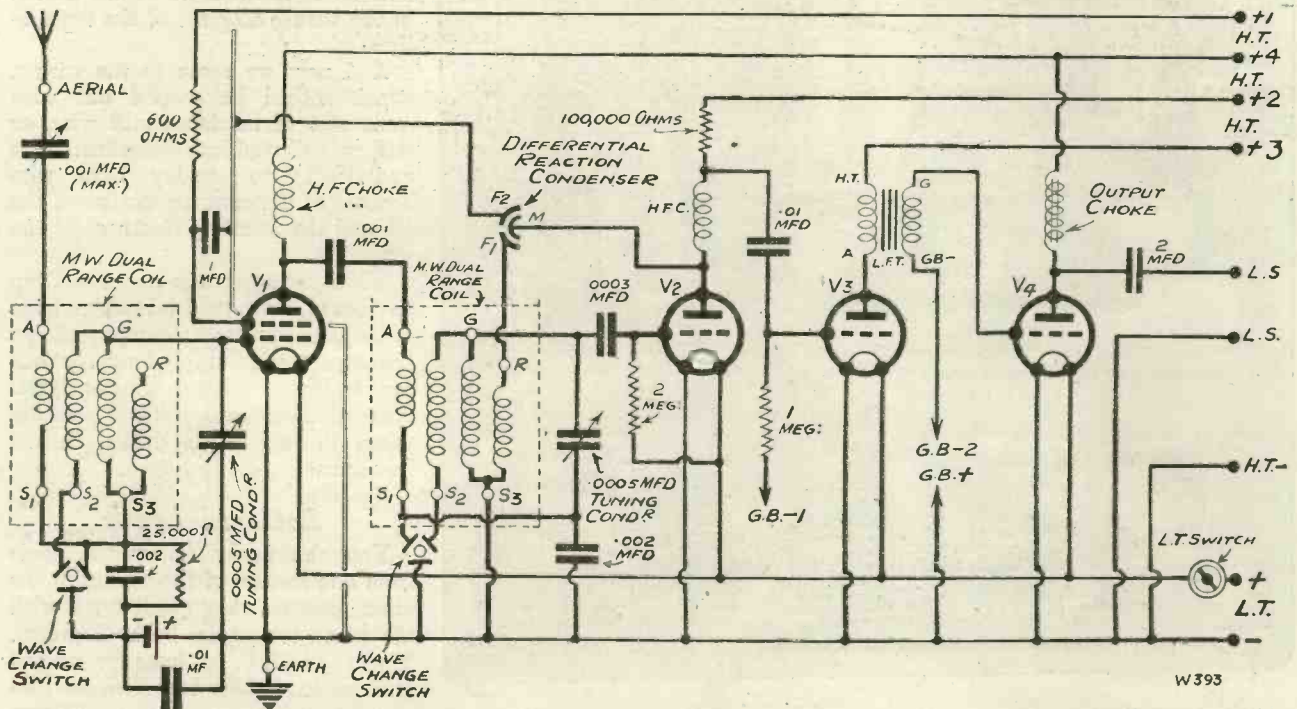 +1
H.T.
+4
H.T.
+2
H.T.
+3
AERIAL
.001 MFD
(MAX:)
600
OHMS
H.F CHOKE
1
MFD
.001
MFD
100,000 OHMS
DIFFERENTIAL
REACTION
CONDENSER
F2
M
F1
H.F.C.
.01
MFD
H.T.
A
G
GB-
L.F.T.
OUTPUT
CHOKE
2
MFD
L.S
L.S.
M.W. DUAL
RANGE COIL
A
G
R
S1
S2
S3
V1
M.W. DUAL
RANGE
COIL
A
G
R
S1
S2
S3
.0003
MFD
V2
V3
V4
2
MEG:
1
MEG:
G.B.-1
G.B-2
G.B.+
H.T-
25,000Ω
.002
.0005 MFD
TUNING COND.R
.0005 MFD
TUNING
COND.R
.002
MFD
L.T. SWITCH
+
L.T.
-
- +
.01
MF
WAVE
CHANGE
SWITCH
EARTH
WAVE
CHANGE
SWITCH
W393